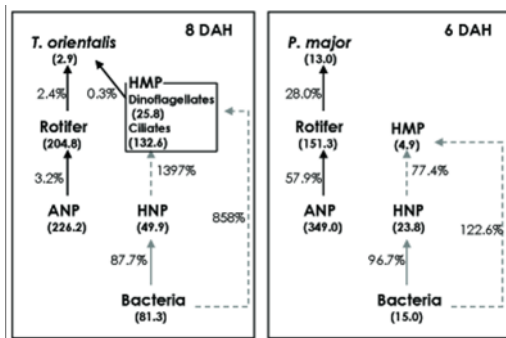 8 DAH
T. orientalis
(2.9)
2.4%
0.3%
HMP
Dinoflagellates
(25.8)
Ciliates
(132.6)
Rotifer
(204.8)
3.2%
1397%
ANP
(226.2)
HNP
(49.9)
858%
87.7%
Bacteria
(81.3)
6 DAH
P. major
(13.0)
28.0%
Rotifer
(151.3)
HMP
(4.9)
57.9%
77.4%
ANP
(349.0)
HNP
(23.8)
122.6%
96.7%
Bacteria
(15.0)